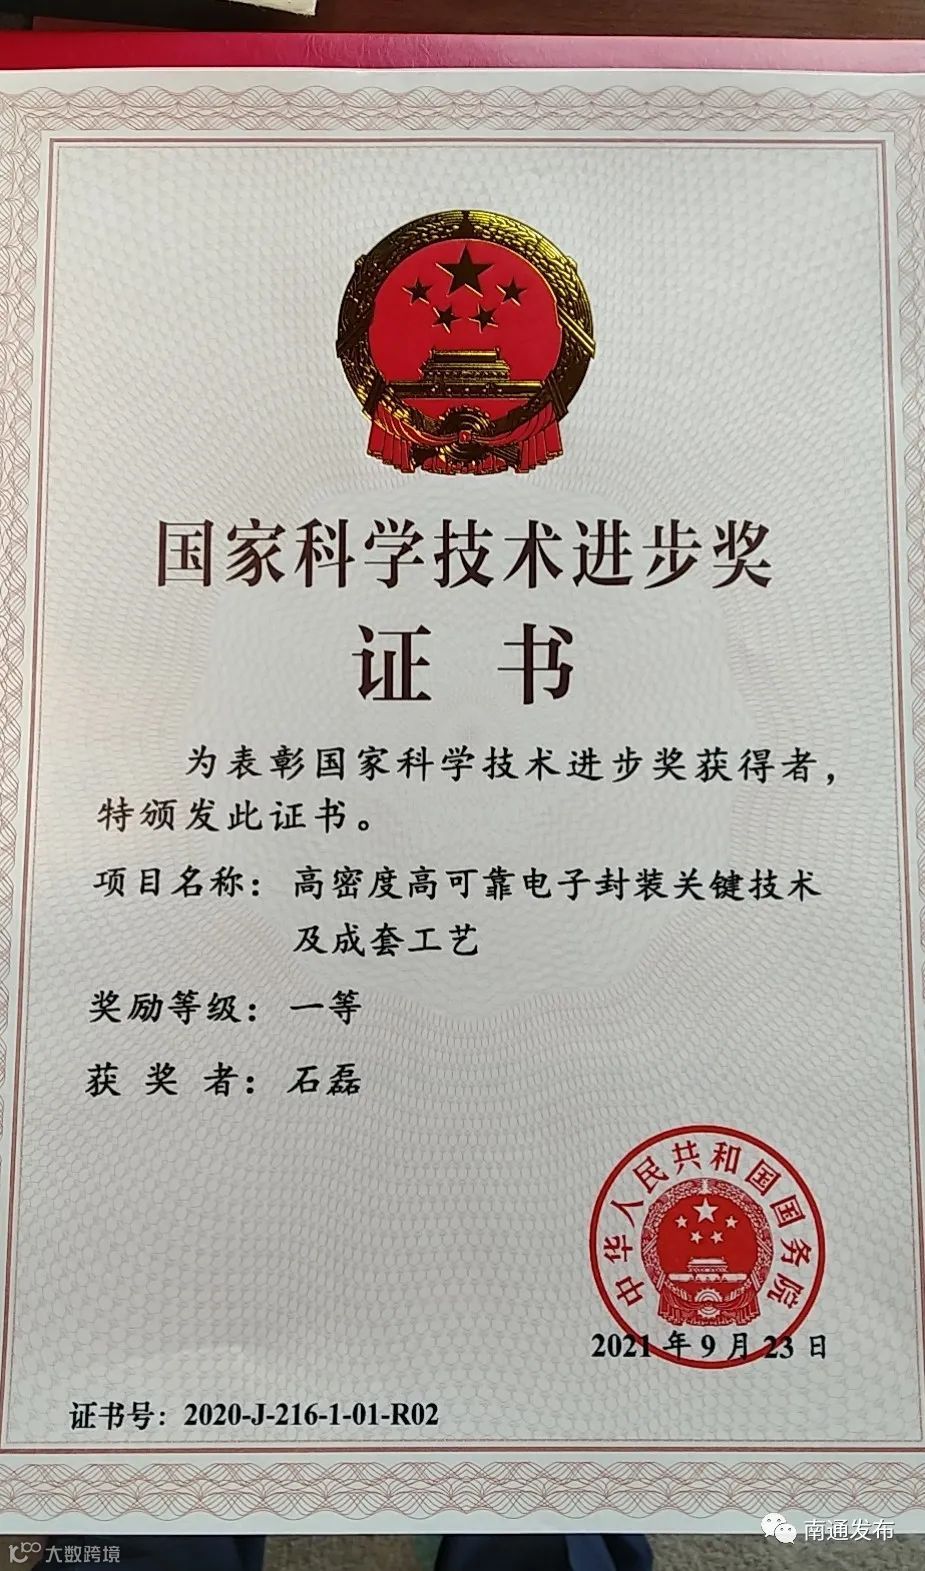 国家科学技术进步奖
证 书
为表彰国家科学技术进步奖获得者，
特颁发此证书。
项目名称：高密度高可靠电子封装关键技术
及成套工艺
奖励等级：一等
获 奖 者：石磊
中华人民共和国国务院
2021年9月23日
证书号：2020-J-216-1-01-R02
南通发布
大数跨境